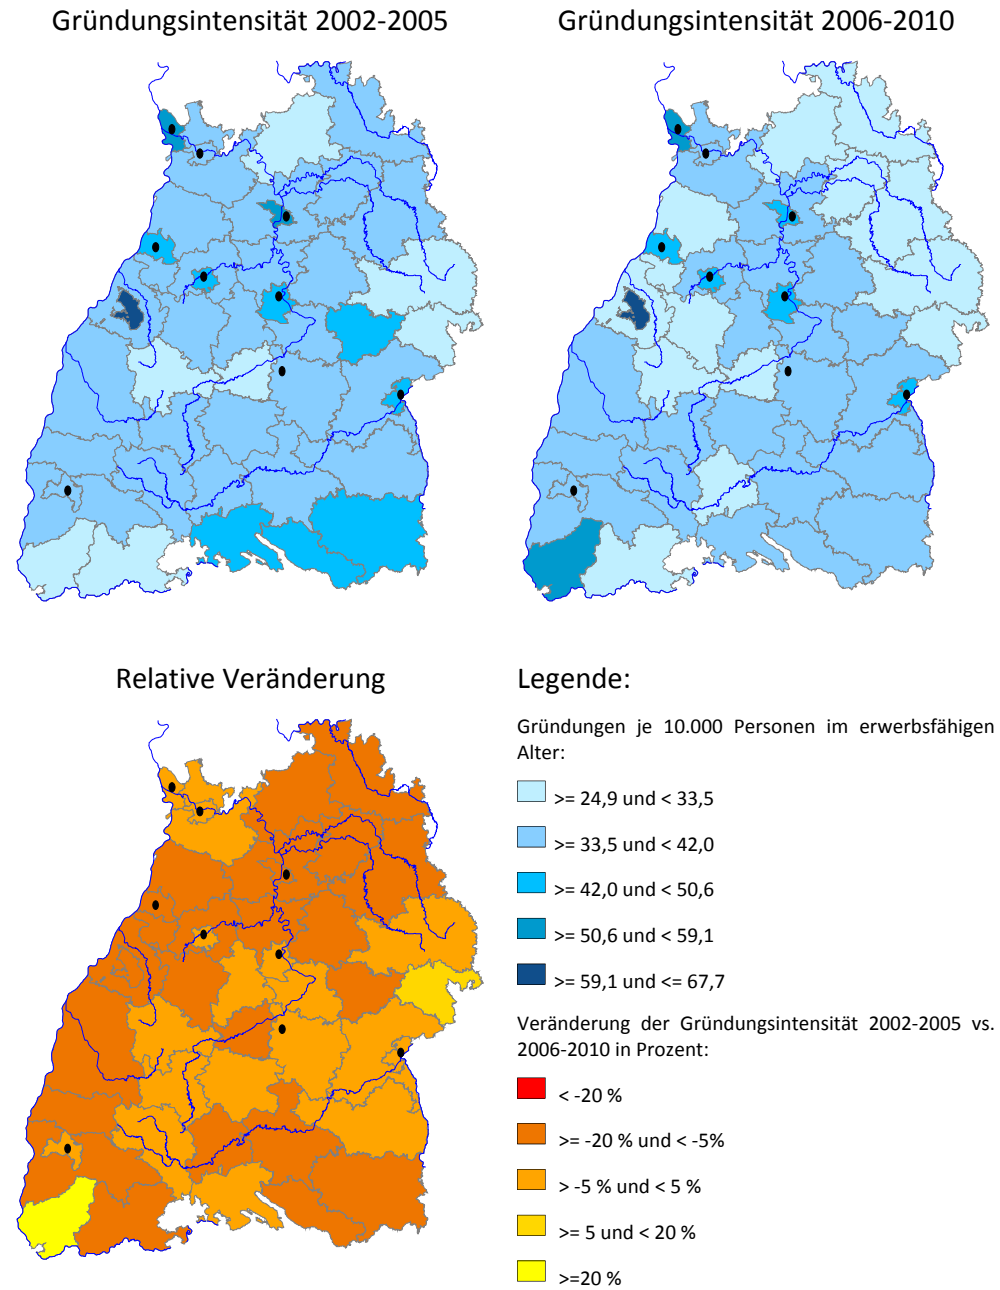 Gründungsintensität 2002-2005
Gründungsintensität 2006-2010
Relative Veränderung
Legende:
Gründungen je 10.000 Personen im erwerbsfähigen
Alter:
>= 24,9 und < 33,5
>= 33,5 und < 42,0
>= 42,0 und < 50,6
>= 50,6 und < 59,1
>= 59,1 und <= 67,7
Veränderung der Gründungsintensität 2002-2005 vs.
2006-2010 in Prozent:
< -20 %
>= -20 % und < -5%
> -5 % und < 5 %
>= 5 und < 20 %
>=20 %